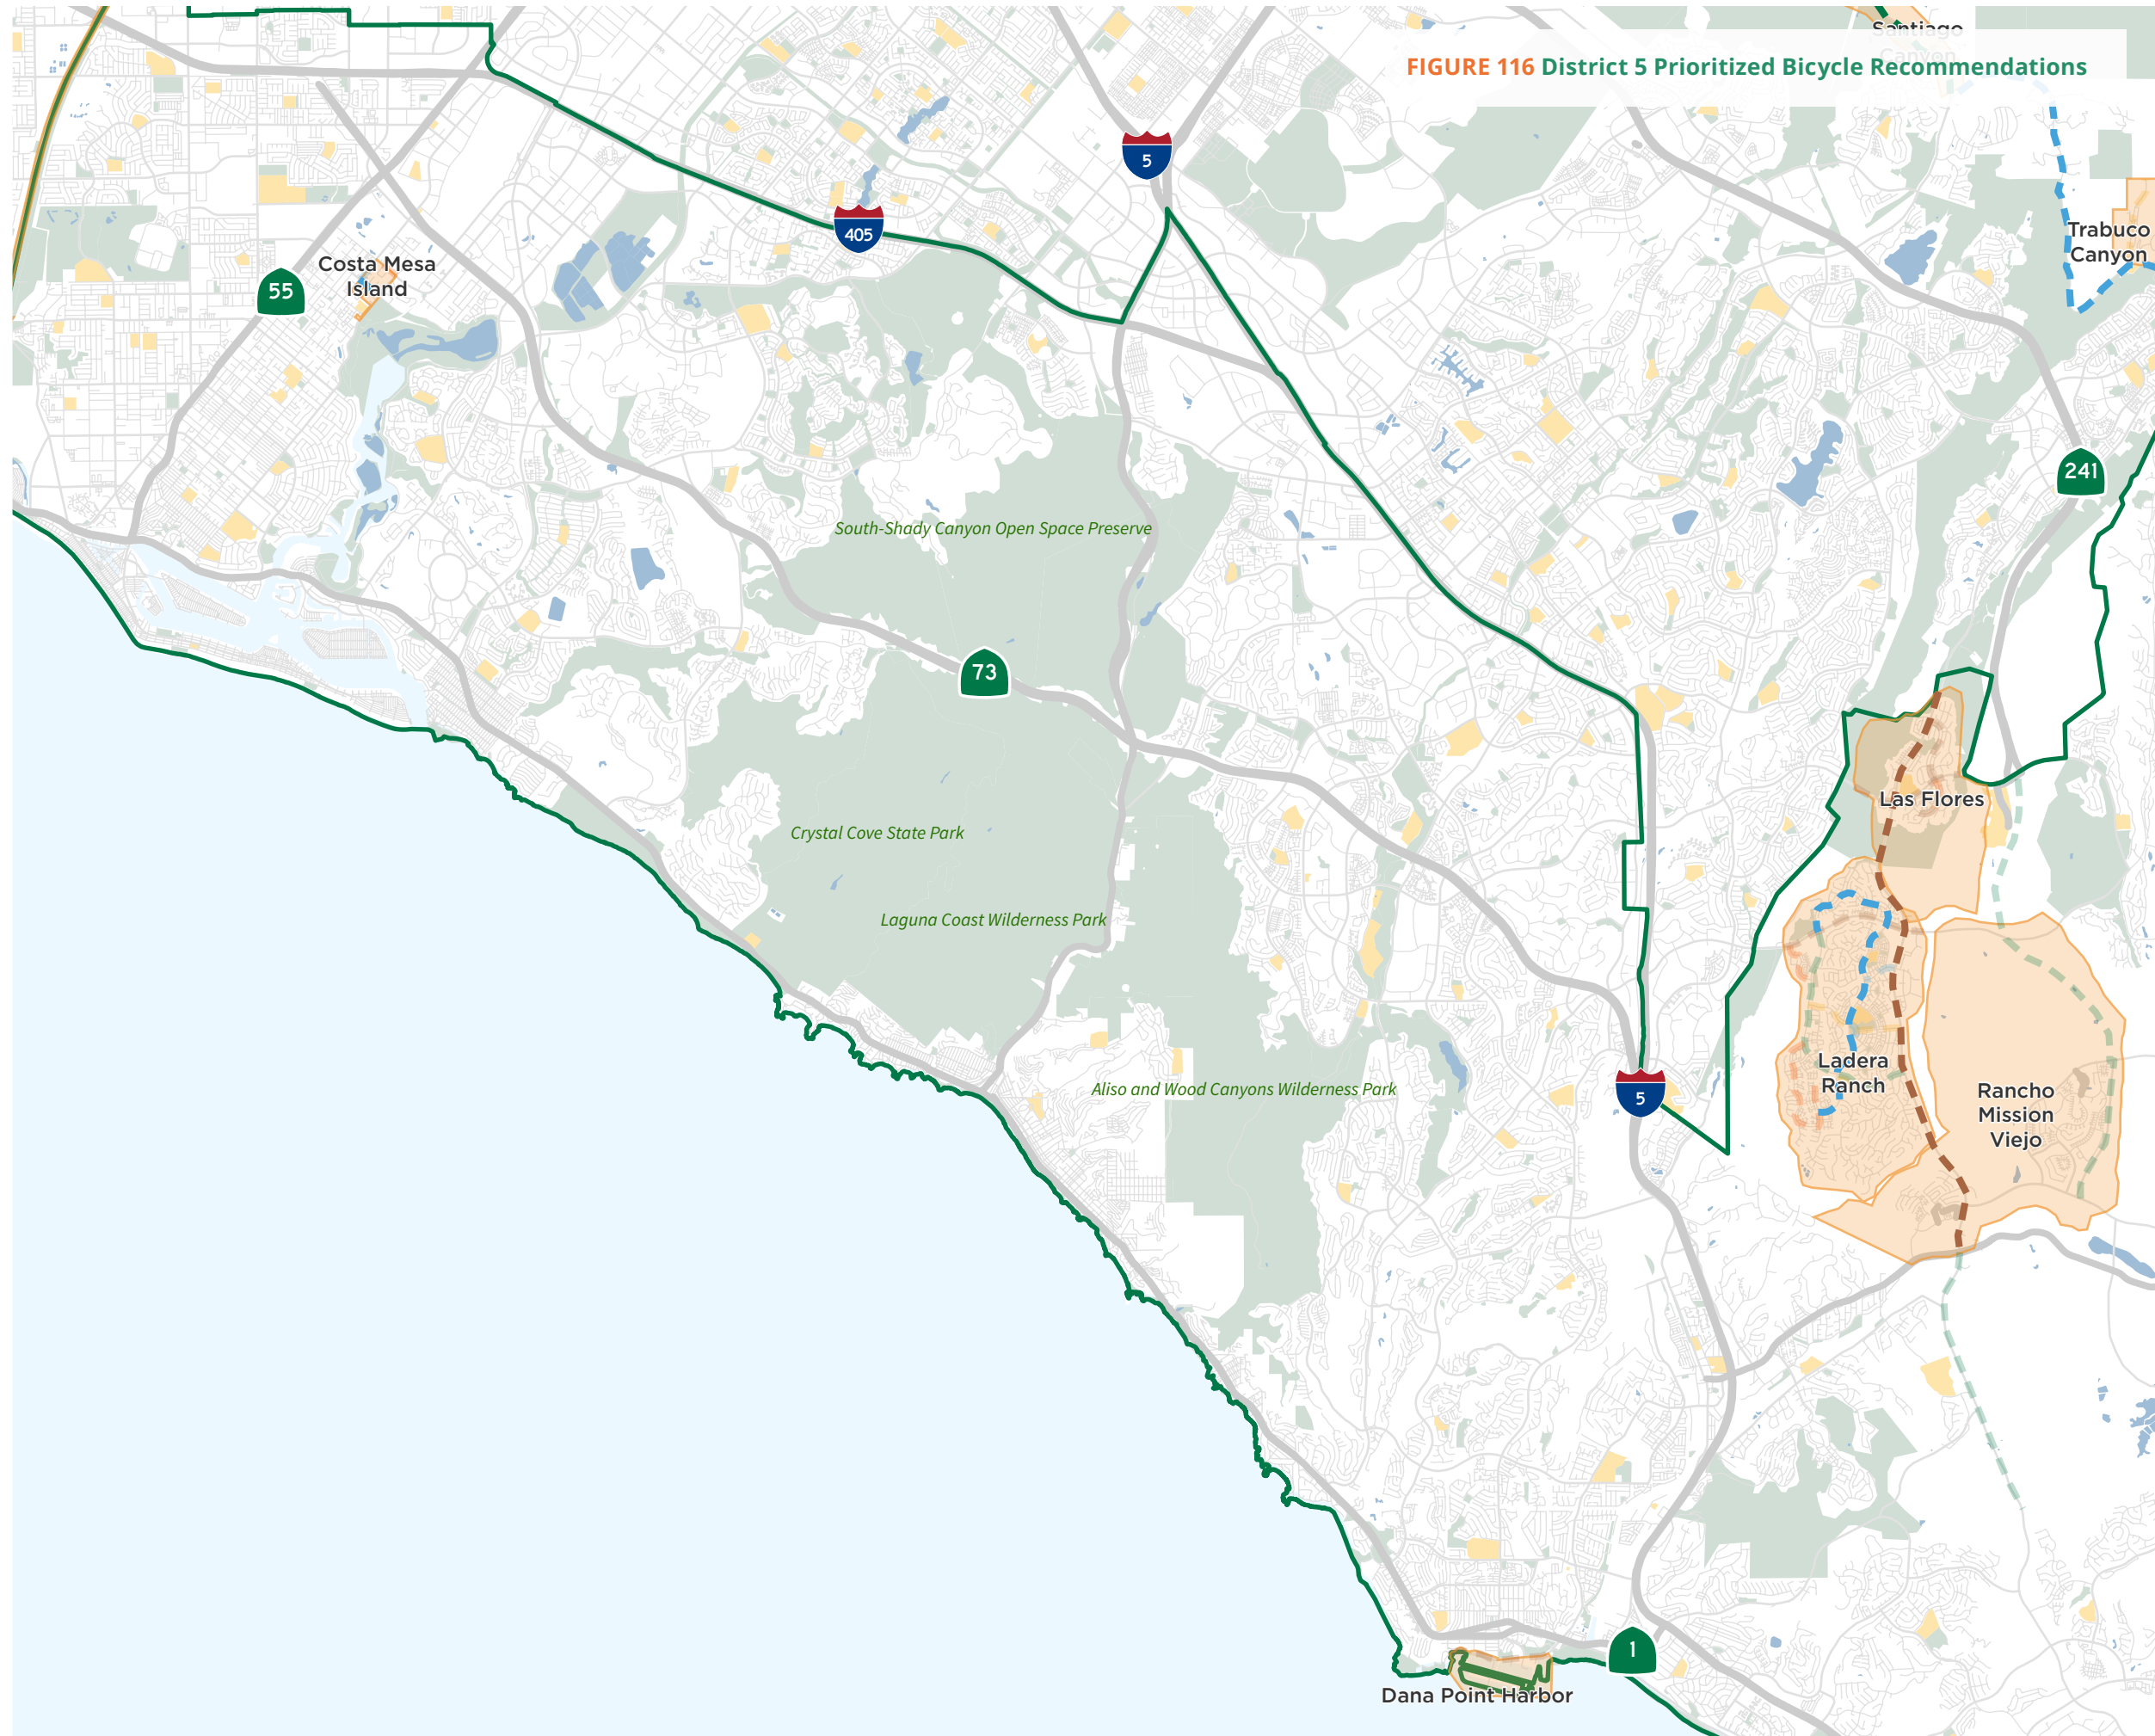 Santiago
Canyon
FIGURE 116 District 5 Prioritized Bicycle Recommendations
5
405
Trabuco
Canyon
Costa Mesa
Island
55
241
South-Shady Canyon Open Space Preserve
73
Las Flores
Crystal Cove State Park
Laguna Coast Wilderness Park
Ladera
Ranch
Aliso and Wood Canyons Wilderness Park
5
Rancho
Mission
Viejo
1
Dana Point Harbor